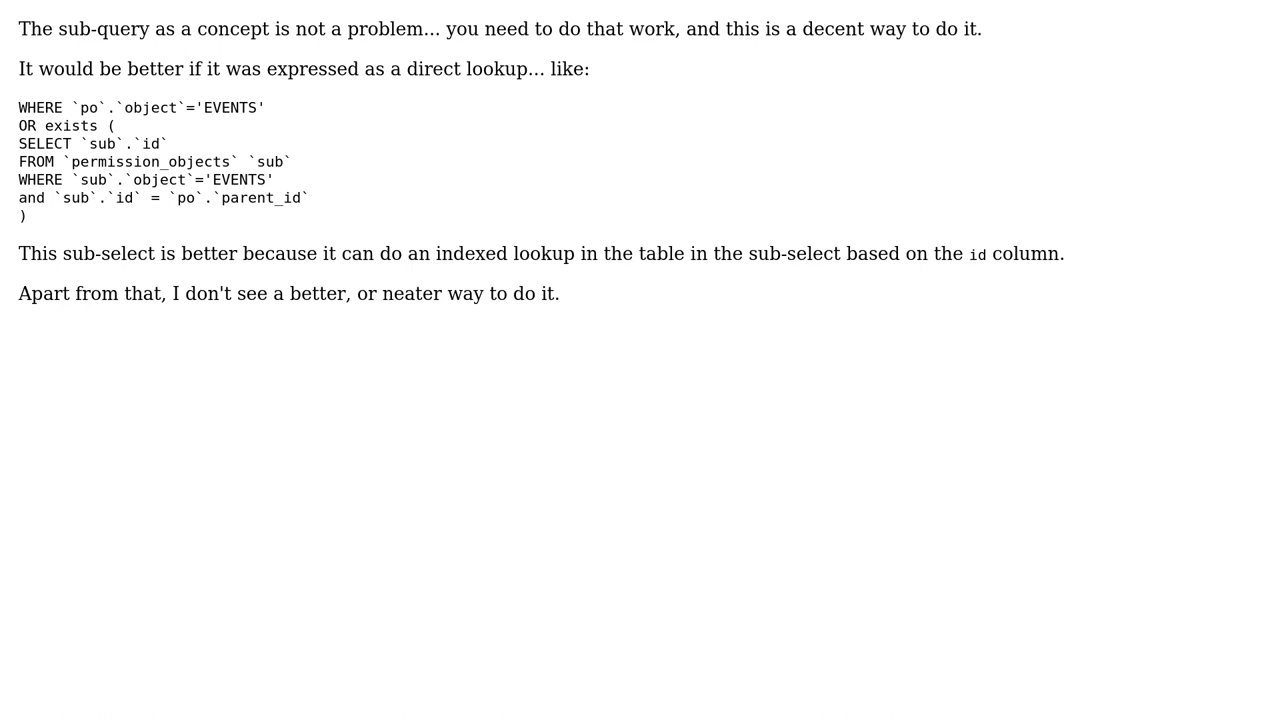 The sub-query as a concept is not a problem... you need to do that work, and this is a decent way to do it.
It would be better if it was expressed as a direct lookup... like:
WHERE `po`.`object`='EVENTS'
OR exists (
SELECT `sub`.`id`
FROM `permission_objects` `sub`
WHERE `sub`.`object`='EVENTS'
and `sub`.`id` = `po`.`parent_id`
)
This sub-select is better because it can do an indexed lookup in the table in the sub-select based on the id column.
Apart from that, I don't see a better, or neater way to do it.